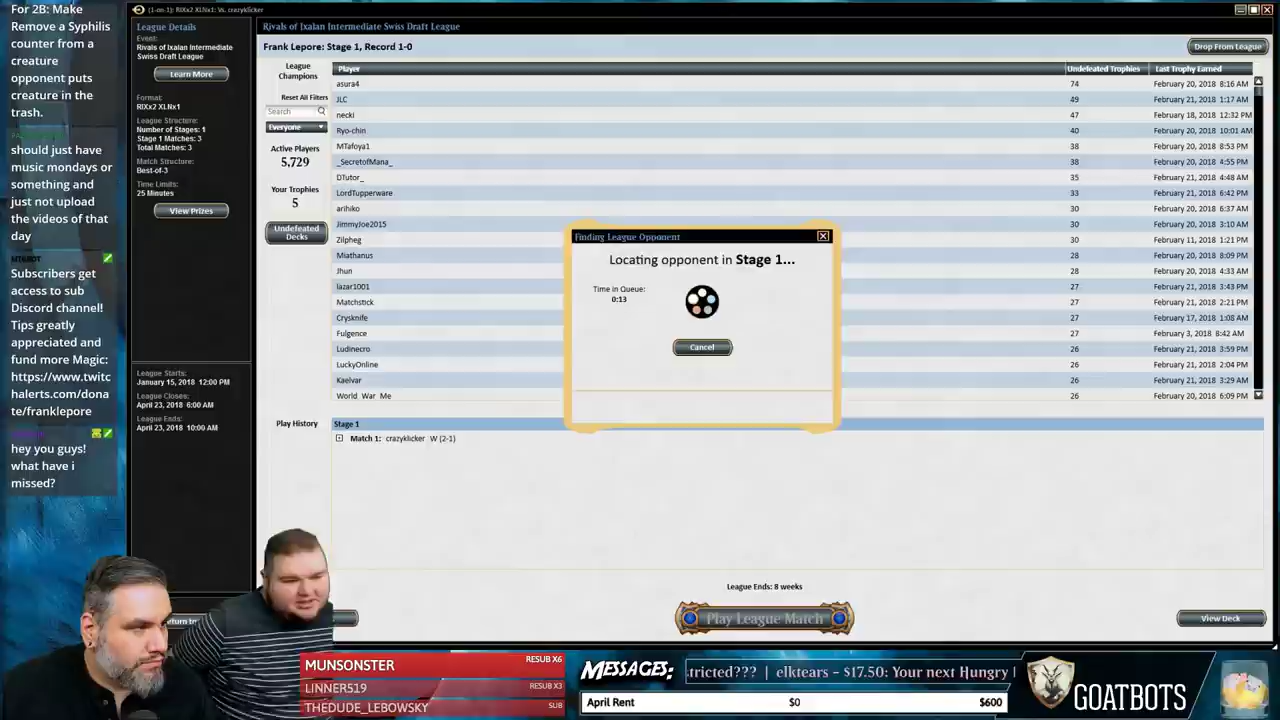 For 2B: Make
Remove a Syphilis
counter from a
creature
opponent puts
creature in the
trash.
should just have
music mondays or
something and
just not upload
the videos of that
day
Subscribers get
access to sub
Discord channel!
Tips greatly
appreciated and
fund more Magic:
https://www.twitc
halerts.com/dona
te/franklepore
hey you guys!
what have i
missed?
(1-on-1): RIXx2 XLNx1: Vs. crazyklicker
League Details
Event:
Rivals of Ixalan Intermediate
Swiss Draft League
Learn More
Format:
RIXx2 XLNx1
League Structure:
Number of Stages: 1
Stage 1 Matches: 3
Total Matches: 3
Match Structure:
Best-of-3
Time Limits:
25 Minutes
View Prizes
League Starts:
January 15, 2018 12:00 PM
League Closes:
April 23, 2018 6:00 AM
League Ends:
April 23, 2018 10:00 AM
Rivals of Ixalan Intermediate Swiss Draft League
Frank Lepore: Stage 1, Record 1-0
Drop From League
League
Champions
Reset All Filters
Search
Everyone
Active Players
5,729
Your Trophies
5
Undefeated
Decks
Player Undefeated Trophies Last Trophy Earned
asura4 74 February 20, 2018 8:16 AM
JLC 49 February 21, 2018 1:17 AM
necki 47 February 18, 2018 12:32 PM
Ryo-chin 40 February 20, 2018 10:01 AM
MTafoya1 38 February 20, 2018 8:53 PM
_SecretofMana_ 38 February 20, 2018 4:55 PM
DTutor_ 35 February 21, 2018 4:48 AM
LordTupperware 33 February 21, 2018 6:42 PM
arihiko 30 February 20, 2018 6:37 AM
JimmyJoe2015 30 February 20, 2018 3:10 AM
Zilpheg 30 February 11, 2018 1:21 PM
Miathanus 28 February 20, 2018 8:09 PM
Jhun 28 February 20, 2018 4:33 AM
lazar1001 27 February 21, 2018 3:43 PM
Matchstick 27 February 21, 2018 2:21 PM
Crysknife 27 February 17, 2018 1:08 AM
Fulgence 27 February 3, 2018 8:42 AM
Ludinecro 26 February 21, 2018 3:59 PM
LuckyOnline 26 February 21, 2018 2:04 PM
Kaelvar 26 February 21, 2018 3:29 AM
World War Me 26 February 20, 2018 6:09 PM
Finding League Opponent
Locating opponent in Stage 1...
Time in Queue:
0:13
Cancel
Play History
Stage 1
Match 1: crazyklicker W (2-1)
League Ends: 8 weeks
Play League Match
View Deck
MUNSONSTER RESUB X6
LINNER519 RESUB X3
THEDUDE_LEBOWSKY SUB
MESSAGES:
tricted??? | elktears - $17.50: Your next Hungry
April Rent $0 $600
GOATBOTS